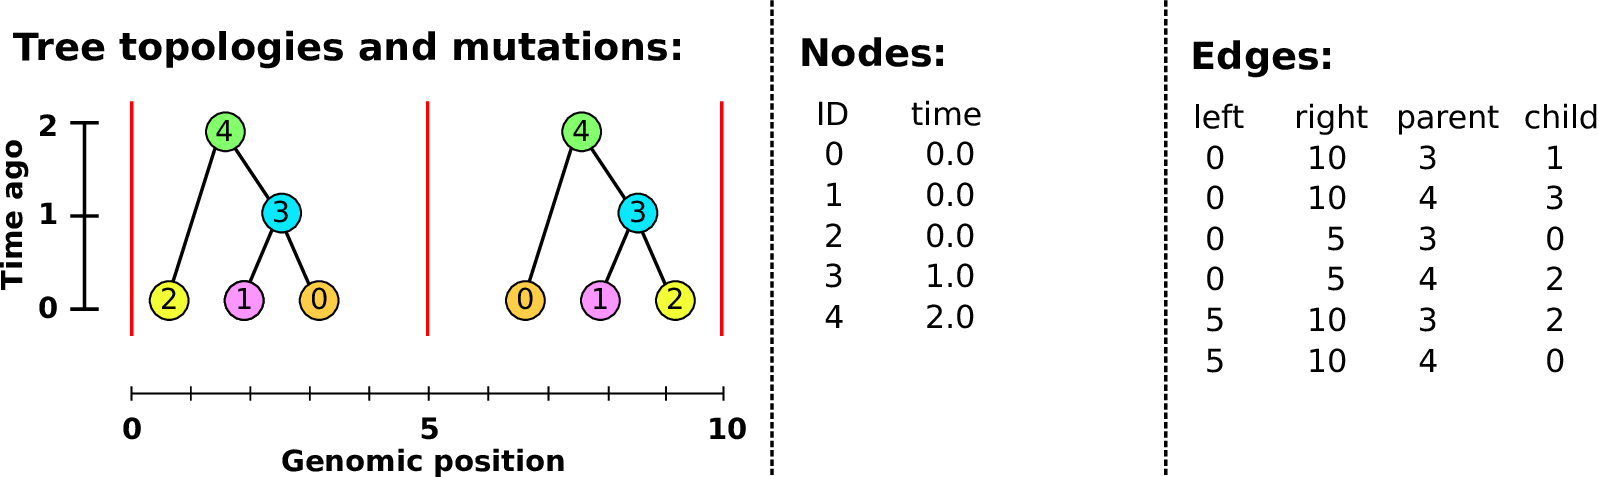 Tree topologies and mutations:
2
1
0
Time ago
4
3
2 1 0
4
3
0 1 2
0 5 10
Genomic position
Nodes:
ID time
0 0.0
1 0.0
2 0.0
3 1.0
4 2.0
Edges:
left right parent child
0 10 3 1
0 10 4 3
0 5 3 0
0 5 4 2
5 10 3 2
5 10 4 0